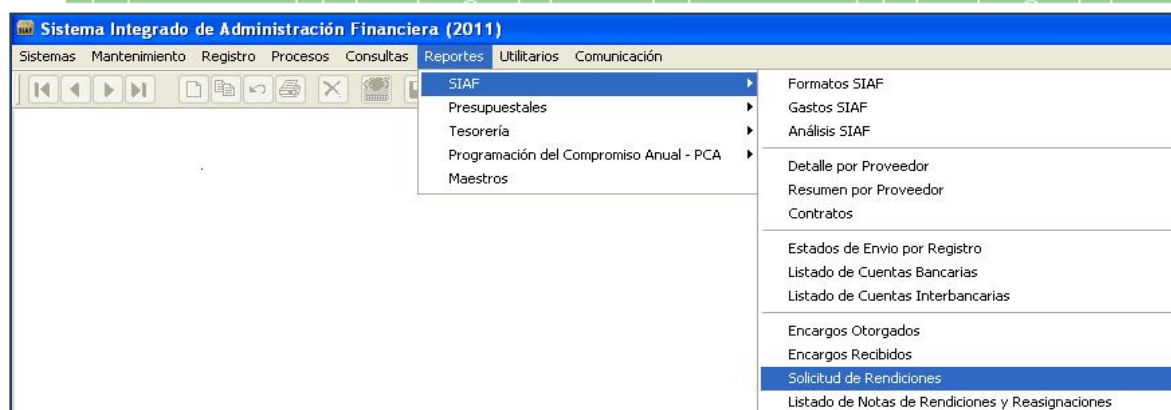 Sistema Integrado de Administración Financiera (2011)
Sistemas Mantenimiento Registro Procesos Consultas Reportes Utilitarios Comunicación
SIAF
Presupuestales
Tesorería
Programación del Compromiso Anual - PCA
Maestros
Formatos SIAF
Gastos SIAF
Análisis SIAF
Detalle por Proveedor
Resumen por Proveedor
Contratos
Estados de Envio por Registro
Listado de Cuentas Bancarias
Listado de Cuentas Interbancarias
Encargos Otorgados
Encargos Recibidos
Solicitud de Rendiciones
Listado de Notas de Rendiciones y Reasignaciones